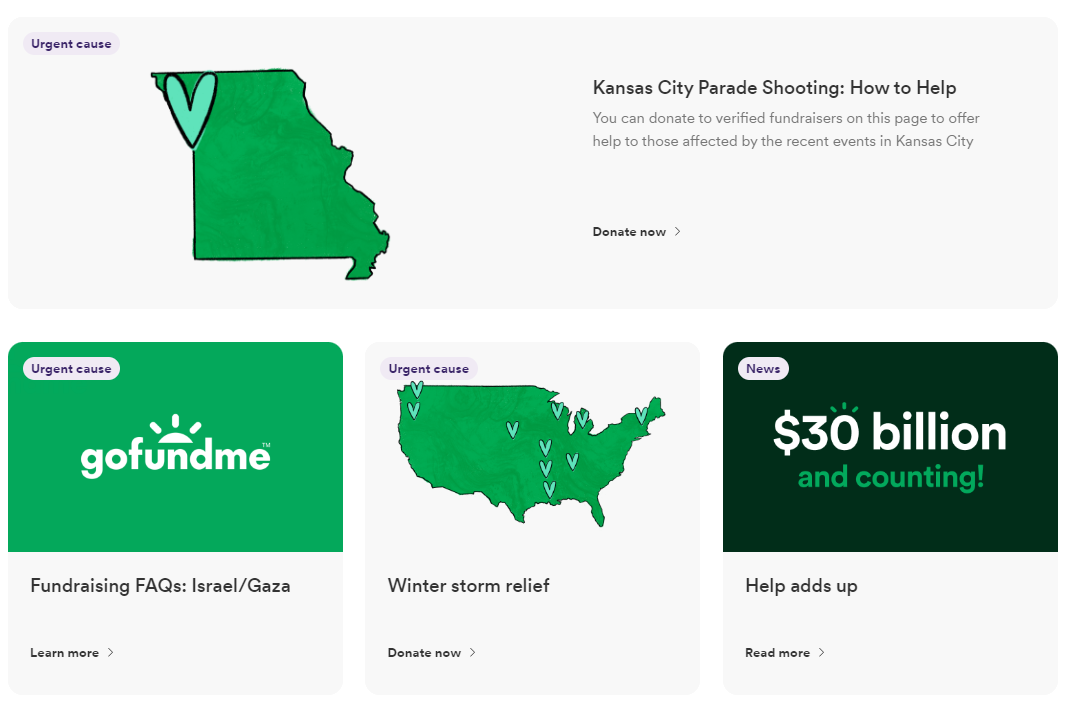 Urgent cause
Kansas City Parade Shooting: How to Help
You can donate to verified fundraisers on this page to offer
help to those affected by the recent events in Kansas City
Donate now
Urgent cause
gofundme™
Fundraising FAQs: Israel/Gaza
Learn more
Urgent cause
Winter storm relief
Donate now
News
$30 billion
and counting!
Help adds up
Read more